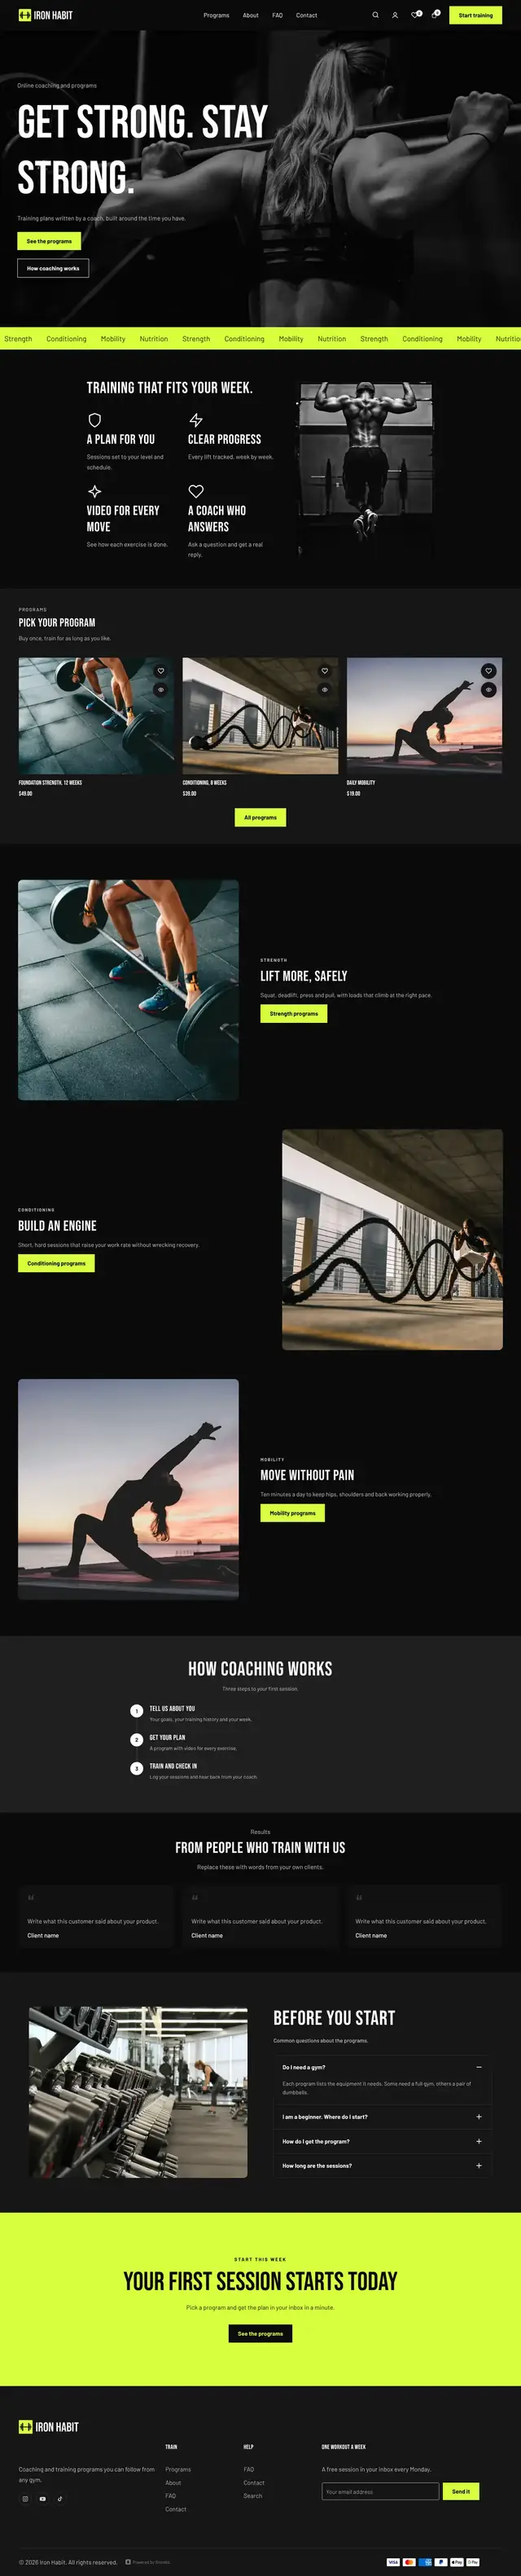 IRON HABIT
Programs
About
FAQ
Contact
Start training
Online coaching and programs
GET STRONG. STAY
STRONG.
Training plans written by a coach, built around the time you have.
See the programs
How coaching works
Strength Conditioning Mobility Nutrition Strength Conditioning Mobility Nutrition Strength Conditioning Mobility Nutrition
TRAINING THAT FITS YOUR WEEK.
A PLAN FOR YOU
Sessions set to your level and
schedule.
CLEAR PROGRESS
Every lift tracked, week by week.
VIDEO FOR EVERY
MOVE
See how each exercise is done.
A COACH WHO
ANSWERS
Ask a question and get a real
reply.
PROGRAMS
PICK YOUR PROGRAM
Buy once, train for as long as you like.
FOUNDATION STRENGTH, 12 WEEKS
$49.00
CONDITIONING, 8 WEEKS
$39.00
DAILY MOBILITY
$19.00
All programs
STRENGTH
LIFT MORE, SAFELY
Squat, deadlift, press and pull, with loads that climb at the right pace.
Strength programs
CONDITIONING
BUILD AN ENGINE
Short, hard sessions that raise your work rate without wrecking recovery.
Conditioning programs
MOBILITY
MOVE WITHOUT PAIN
Ten minutes a day to keep hips, shoulders and back working properly.
Mobility programs
HOW COACHING WORKS
Three steps to your first session.
1
TELL US ABOUT YOU
Your goals, your training history and your week.
2
GET YOUR PLAN
A program with video for every exercise.
3
TRAIN AND CHECK IN
Log your sessions and hear back from your coach.
Results
FROM PEOPLE WHO TRAIN WITH US
Replace these with words from your own clients.
Write what this customer said about your product.
Client name
Write what this customer said about your product.
Client name
Write what this customer said about your product.
Client name
BEFORE YOU START
Common questions about the programs.
Do I need a gym?
Each program lists the equipment it needs. Some need a full gym, others a pair of
dumbbells.
I am a beginner. Where do I start?
How do I get the program?
How long are the sessions?
START THIS WEEK
YOUR FIRST SESSION STARTS TODAY
Pick a program and get the plan in your inbox in a minute.
See the programs
IRON HABIT
Coaching and training programs you can follow from
any gym.
TRAIN
Programs
About
FAQ
Contact
HELP
FAQ
Contact
Search
ONE WORKOUT A WEEK
A free session in your inbox every Monday.
Your email address
Send it
© 2026 Iron Habit. All rights reserved.
VISA
Pay
Pay